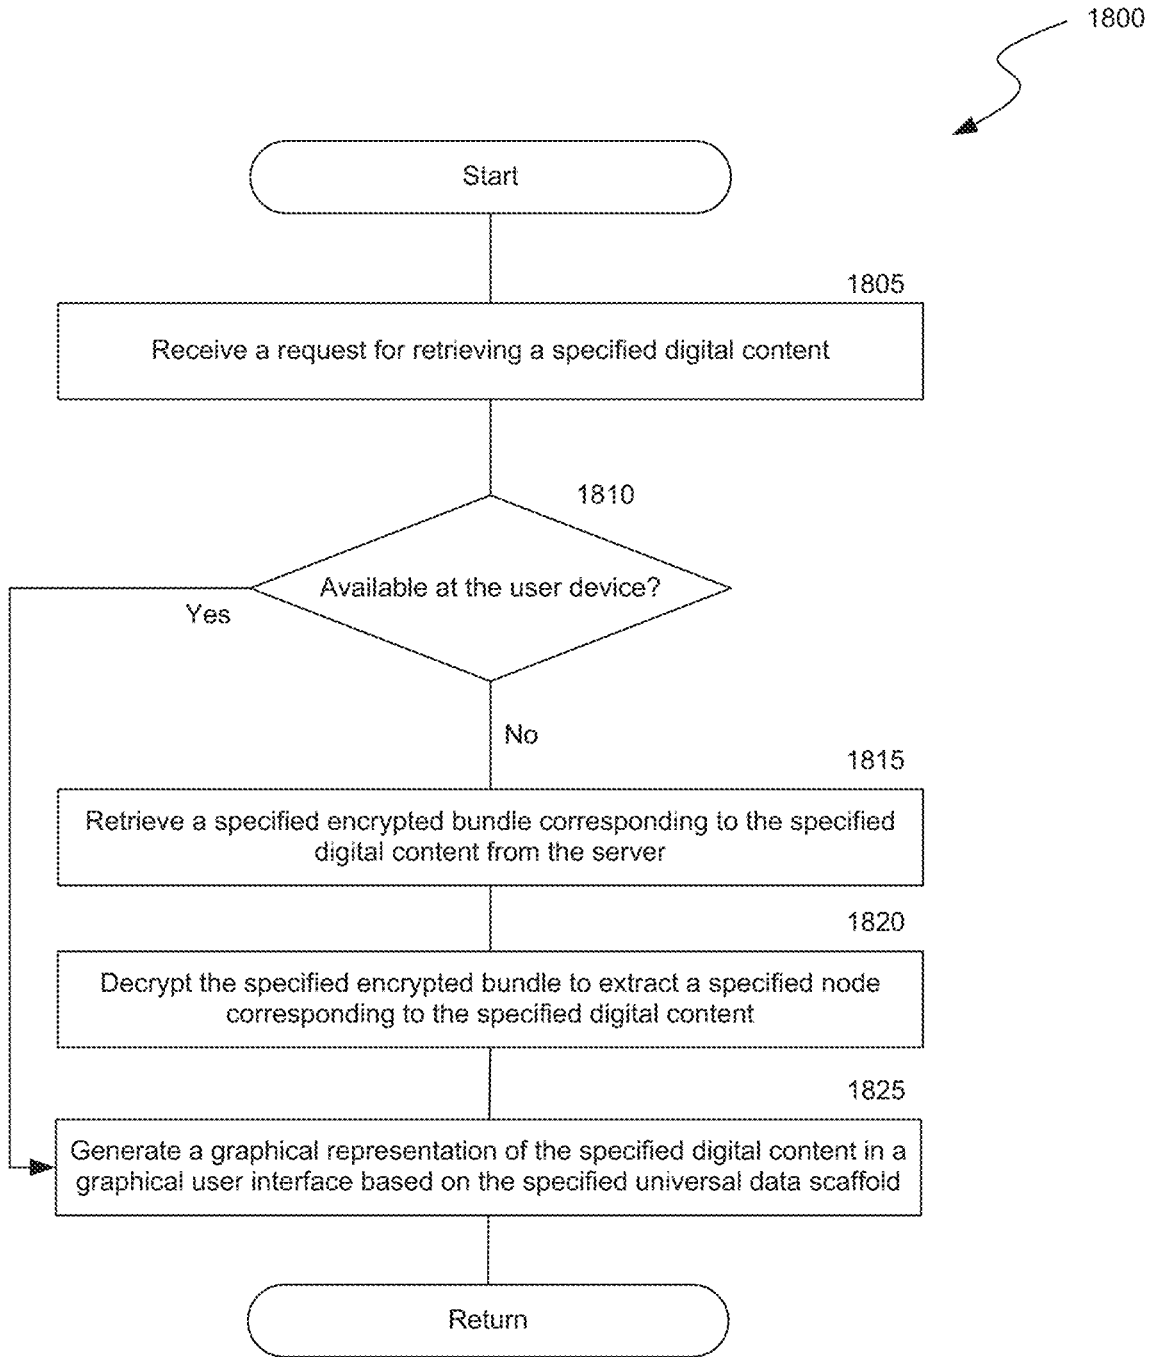 1800
Start
1805
Receive a request for retrieving a specified digital content
1810
Available at the user device?
Yes
No
1815
Retrieve a specified encrypted bundle corresponding to the specified
digital content from the server
1820
Decrypt the specified encrypted bundle to extract a specified node
corresponding to the specified digital content
1825
Generate a graphical representation of the specified digital content in a
graphical user interface based on the specified universal data scaffold
Return